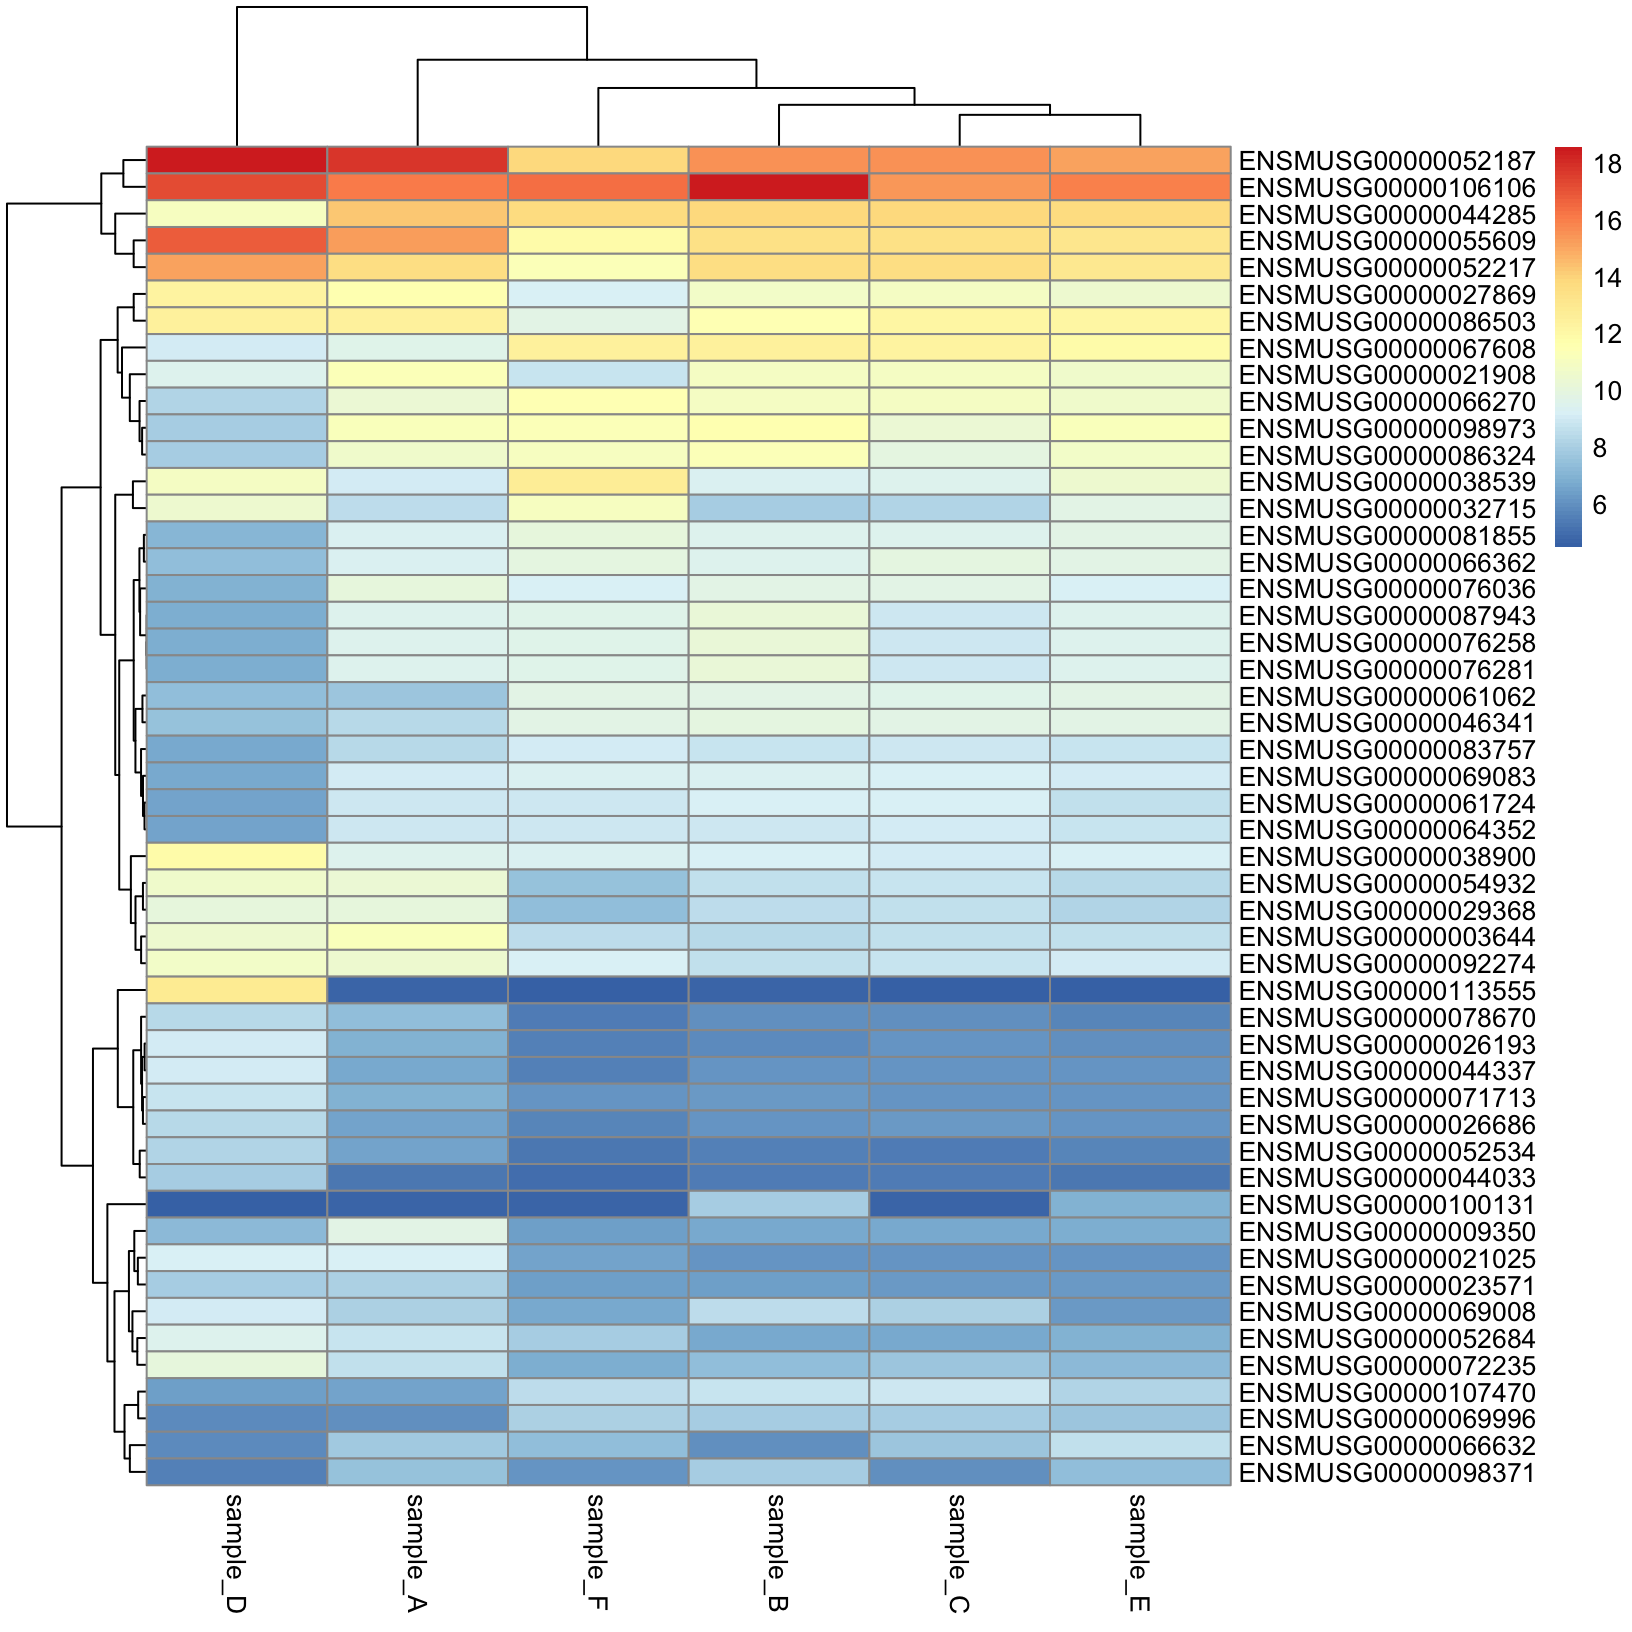 ENSMUSG00000052187
ENSMUSG00000106106
ENSMUSG00000044285
ENSMUSG00000055609
ENSMUSG00000052217
ENSMUSG00000027869
ENSMUSG00000086503
ENSMUSG00000067608
ENSMUSG00000021908
ENSMUSG00000066270
ENSMUSG00000098973
ENSMUSG00000086324
ENSMUSG00000038539
ENSMUSG00000032715
ENSMUSG00000081855
ENSMUSG00000066362
ENSMUSG00000076036
ENSMUSG00000087943
ENSMUSG00000076258
ENSMUSG00000076281
ENSMUSG00000061062
ENSMUSG00000046341
ENSMUSG00000083757
ENSMUSG00000069083
ENSMUSG00000061724
ENSMUSG00000064352
ENSMUSG00000038900
ENSMUSG00000054932
ENSMUSG00000029368
ENSMUSG00000003644
ENSMUSG00000092274
ENSMUSG00000113555
ENSMUSG00000078670
ENSMUSG00000026193
ENSMUSG00000044337
ENSMUSG00000071713
ENSMUSG00000026686
ENSMUSG00000052534
ENSMUSG00000044033
ENSMUSG00000100131
ENSMUSG00000009350
ENSMUSG00000021025
ENSMUSG00000023571
ENSMUSG00000069008
ENSMUSG00000052684
ENSMUSG00000072235
ENSMUSG00000107470
ENSMUSG00000069996
ENSMUSG00000066632
ENSMUSG00000098371
18
16
14
12
10
8
6
sample_D
sample_A
sample_F
sample_B
sample_C
sample_E